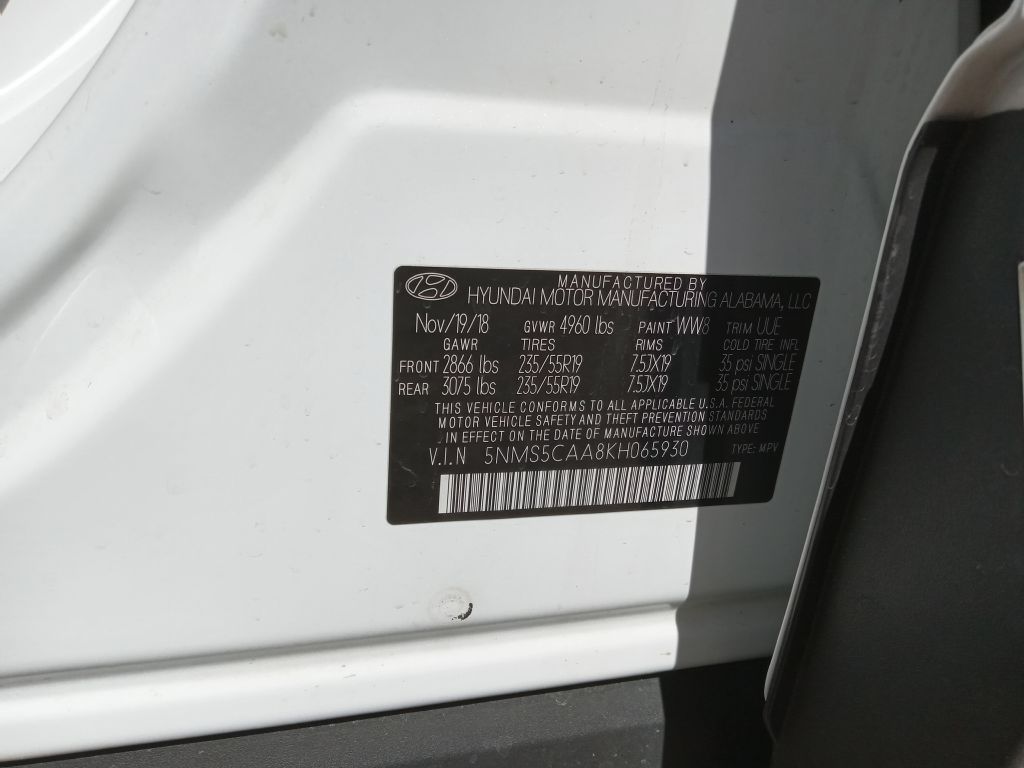 MANUFACTURED BY
HYUNDAI MOTOR MANUFACTURING ALABAMA, LLC
Nov/19/18 GVWR 4960 lbs PAINT WW8 TRIM UUE
GAWR TIRES RIMS COLD TIRE INFL
FRONT 2866 lbs 235/55R19 7.5JX19 35 psi SINGLE
REAR 3075 lbs 235/55R19 7.5JX19 35 psi SINGLE
THIS VEHICLE CONFORMS TO ALL APPLICABLE U.S.A. FEDERAL
MOTOR VEHICLE SAFETY AND THEFT PREVENTION STANDARDS
IN EFFECT ON THE DATE OF MANUFACTURE SHOWN ABOVE
V.I.N 5NMS5CAA8KH065930 TYPE: MPV